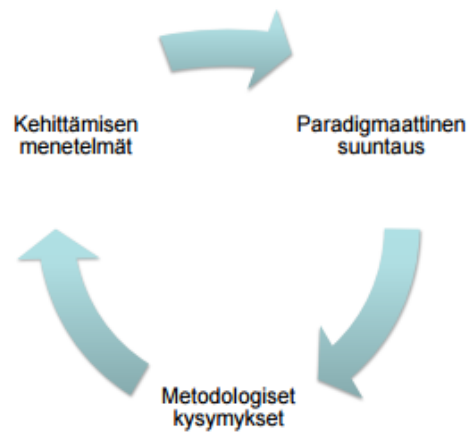 Kehittämisen
menetelmät
Paradigmaattinen
suuntaus
Metodologiset
kysymykset